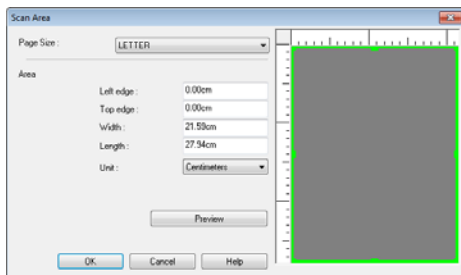 Scan Area
Page Size : LETTER
Area
Left edge : 0.00cm
Top edge : 0.00cm
Width : 21.59cm
Length : 27.94cm
Unit : Centimeters
Preview
OK Cancel Help